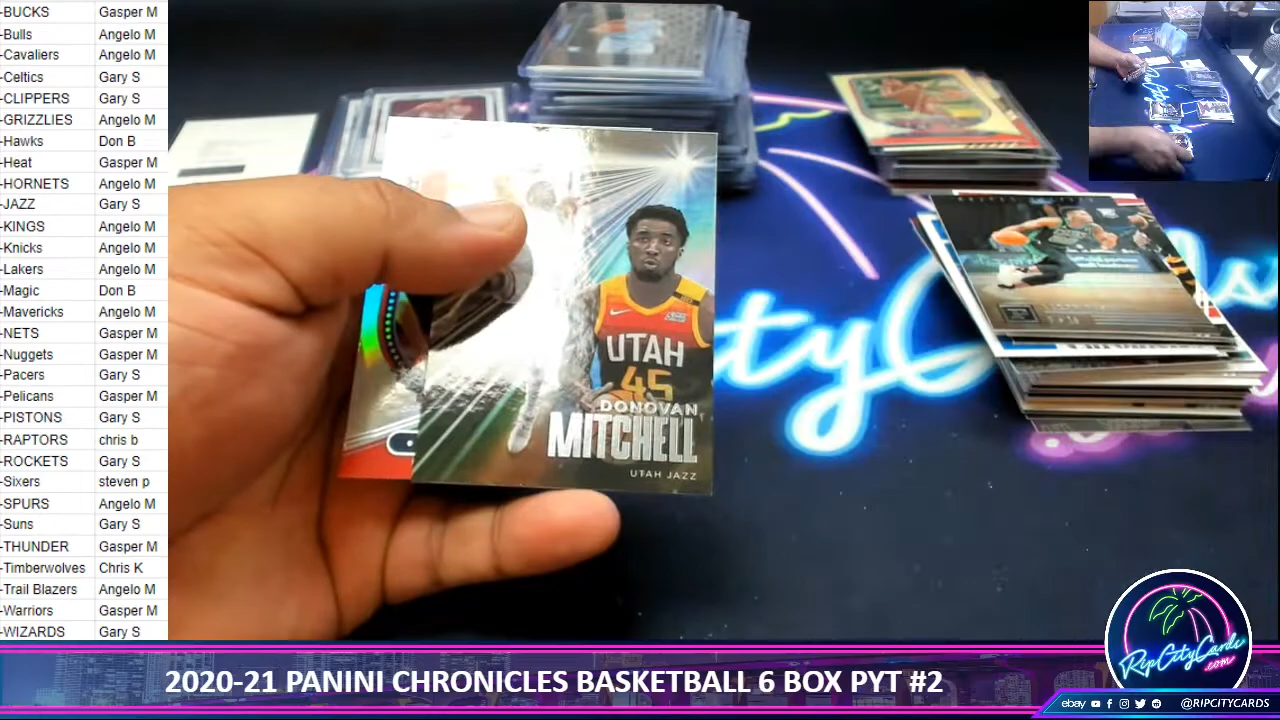 -BUCKS Gasper M
-Bulls Angelo M
-Cavaliers Angelo M
-Celtics Gary S
-CLIPPERS Gary S
-GRIZZLIES Angelo M
-Hawks Don B
-Heat Gasper M
-HORNETS Angelo M
-JAZZ Gary S
-KINGS Angelo M
-Knicks Angelo M
-Lakers Angelo M
-Magic Don B
-Mavericks Angelo M
-NETS Gasper M
-Nuggets Gasper M
-Pacers Gary S
-Pelicans Gasper M
-PISTONS Gary S
-RAPTORS chris b
-ROCKETS Gary S
-Sixers steven p
-SPURS Angelo M
-Suns Gary S
-THUNDER Gasper M
-Timberwolves Chris K
-Trail Blazers Angelo M
-Warriors Gasper M
-WIZARDS Gary S
UTAH
45
DONOVAN
MITCHELL
UTAH JAZZ
ty C
RipCityCards
.com
2020-21 PANINI CHRONICLES BASKETBALL 6 BOX PYT #2
ebay @RIPCITYCARDS